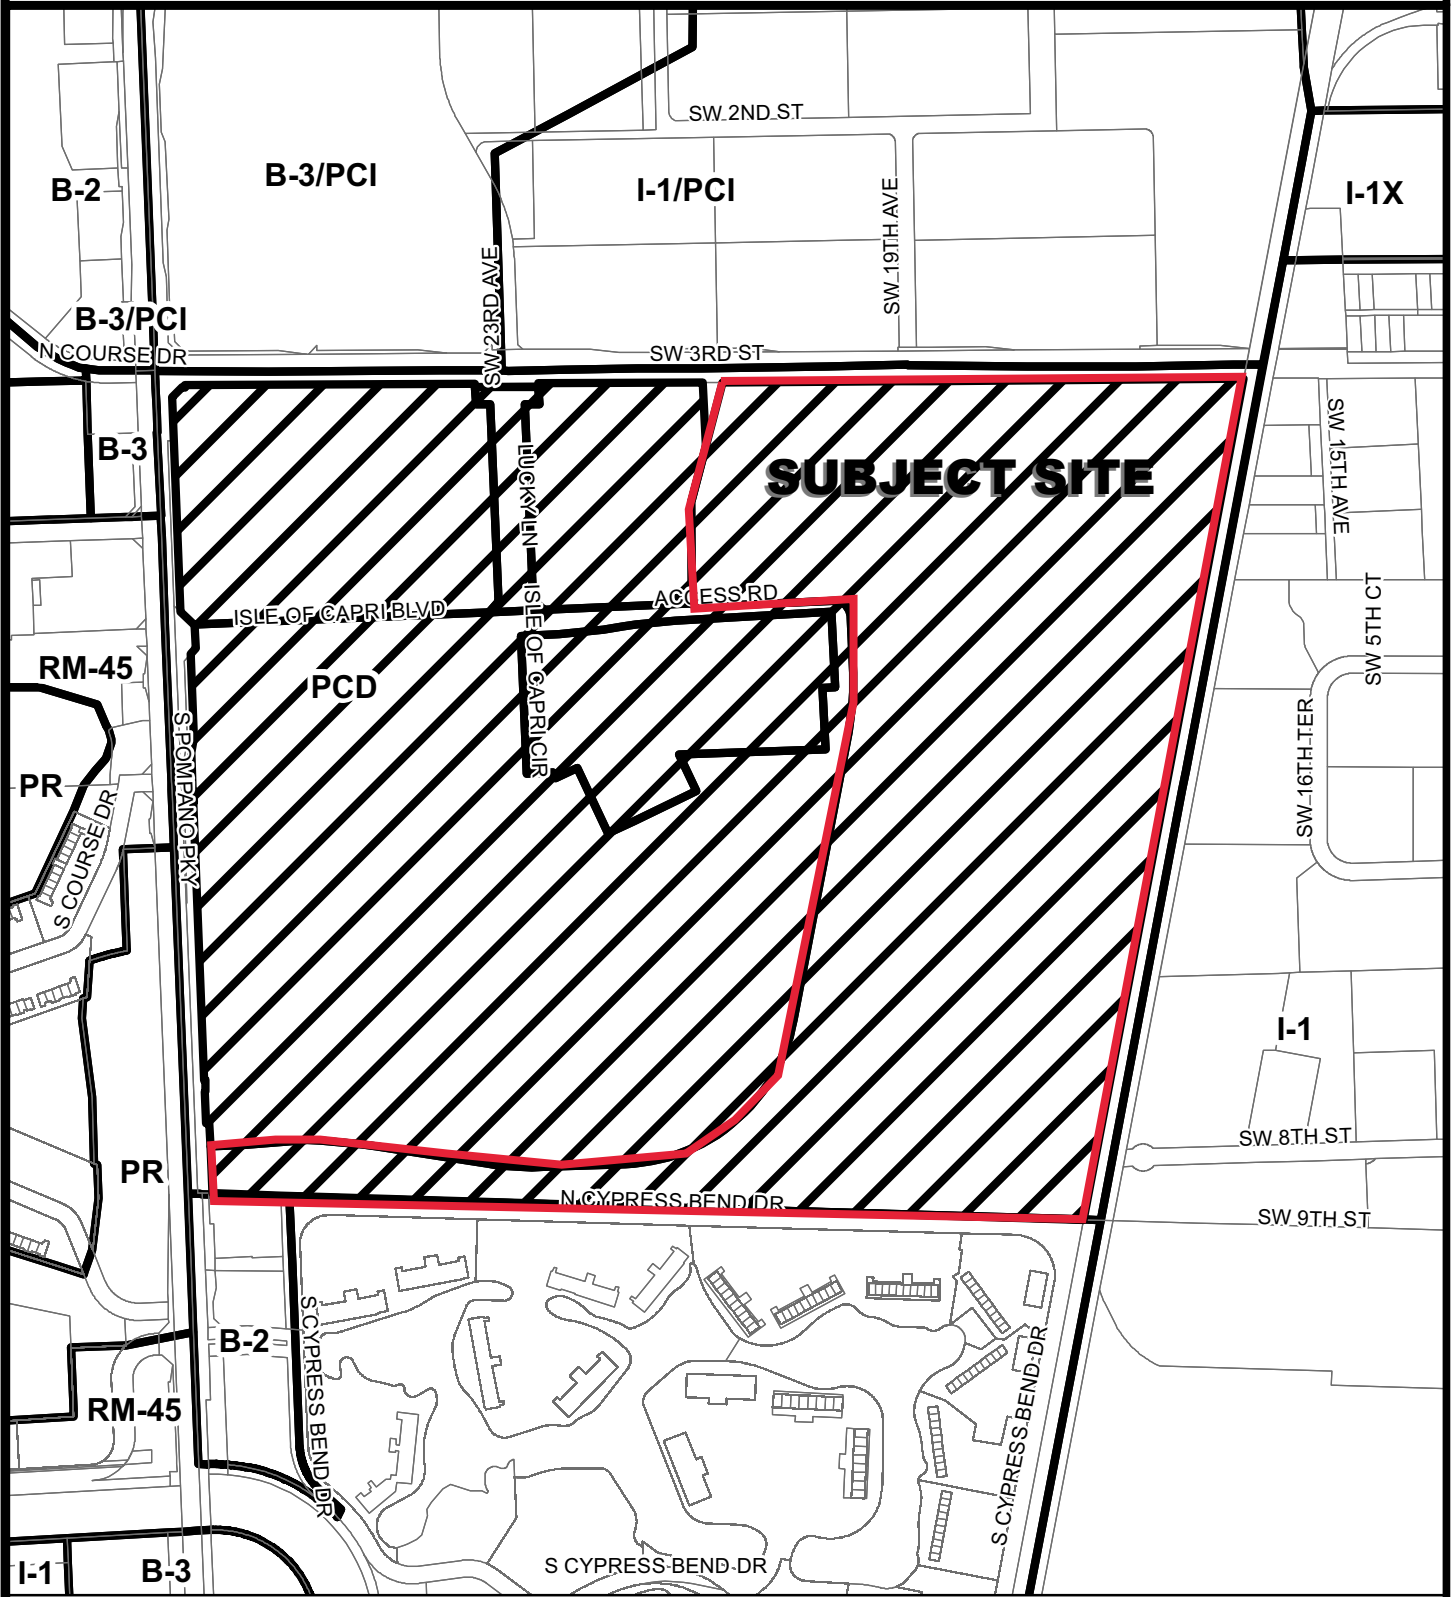 SW 2ND ST
B-3/PCI
B-2
I-1/PCI
I-1X
SW 19TH AVE
SW 23RD AVE
B-3/PCI
N COURSE DR
SW 3RD ST
B-3
SUBJECT SITE
LUCKY LN
SW 15TH AVE
ACCESS RD
ISLE OF CAPRI BLVD
SW 5TH CT
RM-45
PCD
ISLE OF CAPRI CIR
S POMPANO PKY
SW 16TH TER
PR
S COURSE DR
I-1
SW 8TH ST
PR
N CYPRESS BEND DR
SW 9TH ST
B-2
S CYPRESS BEND DR
RM-45
S CYPRESS BEND DR
S CYPRESS BEND DR
I-1
B-3